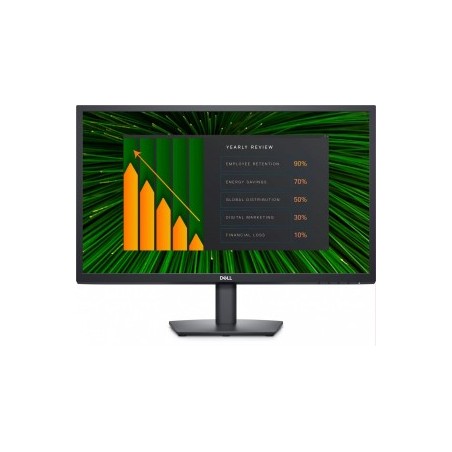 YEARLY REVIEW
EMPLOYEE RETENTION 90%
ENERGY SAVINGS 70%
GLOBAL DISTRIBUTION 50%
DIGITAL MARKETING 30%
FINANCIAL LOSS 10%
DELL